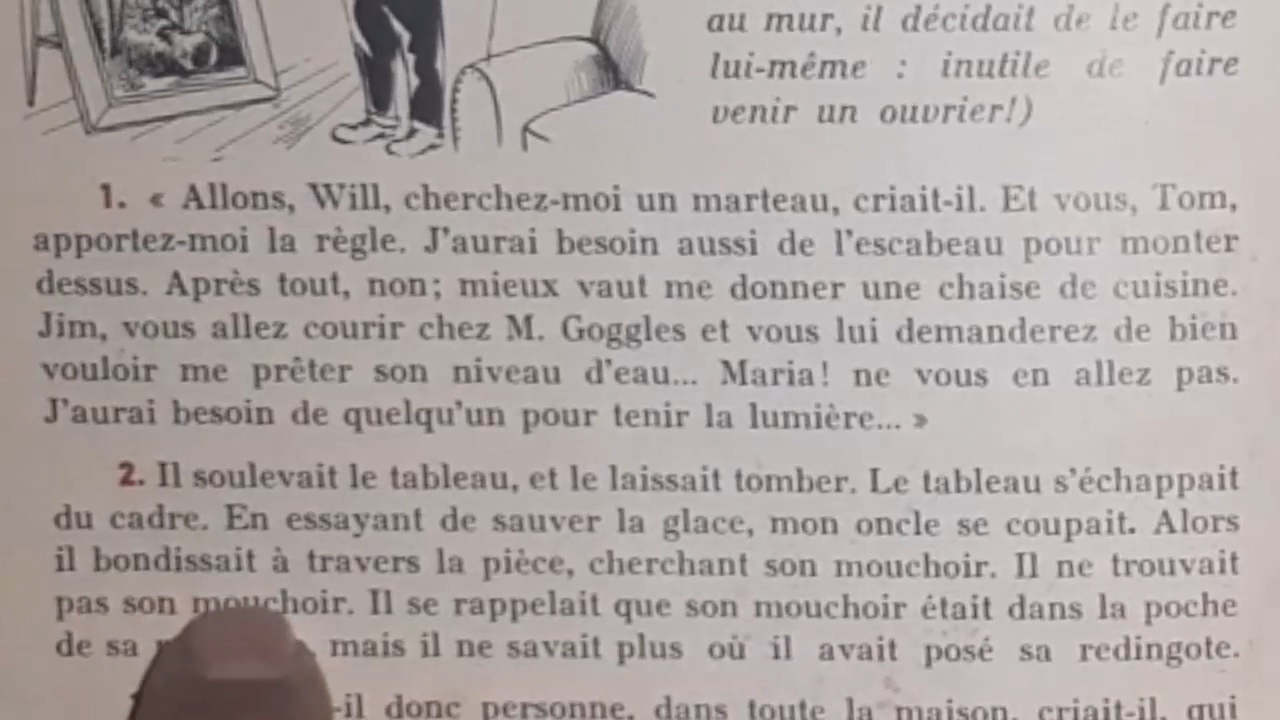 au mur, il décidait de le faire
lui-même : inutile de faire
venir un ouvrier!)
1. « Allons, Will, cherchez-moi un marteau, criait-il. Et vous, Tom,
apportez-moi la règle. J'aurai besoin aussi de l'escabeau pour monter
dessus. Après tout, non; mieux vaut me donner une chaise de cuisine.
Jim, vous allez courir chez M. Goggles et vous lui demanderez de bien
vouloir me prêter son niveau d'eau... Maria! ne vous en allez pas.
J'aurai besoin de quelqu'un pour tenir la lumière... »
2. Il soulevait le tableau, et le laissait tomber. Le tableau s'échappait
du cadre. En essayant de sauver la glace, mon oncle se coupait. Alors
il bondissait à travers la pièce, cherchant son mouchoir. Il ne trouvait
pas son mouchoir. Il se rappelait que son mouchoir était dans la poche
de sa mais il ne savait plus où il avait posé sa redingote.
-il donc personne, dans toute la maison, criait-il, qui